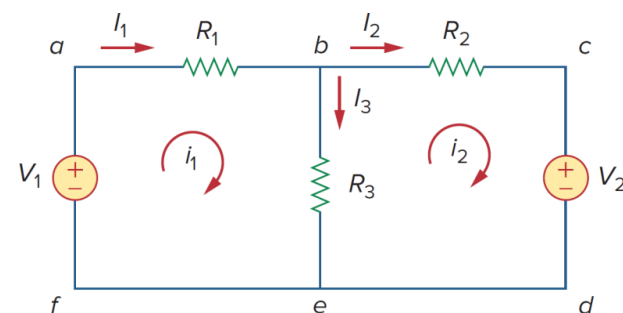 I1 R1 I2 R2
a b c
I3
i1 i2
V1 + − R3 + − V2
f e d